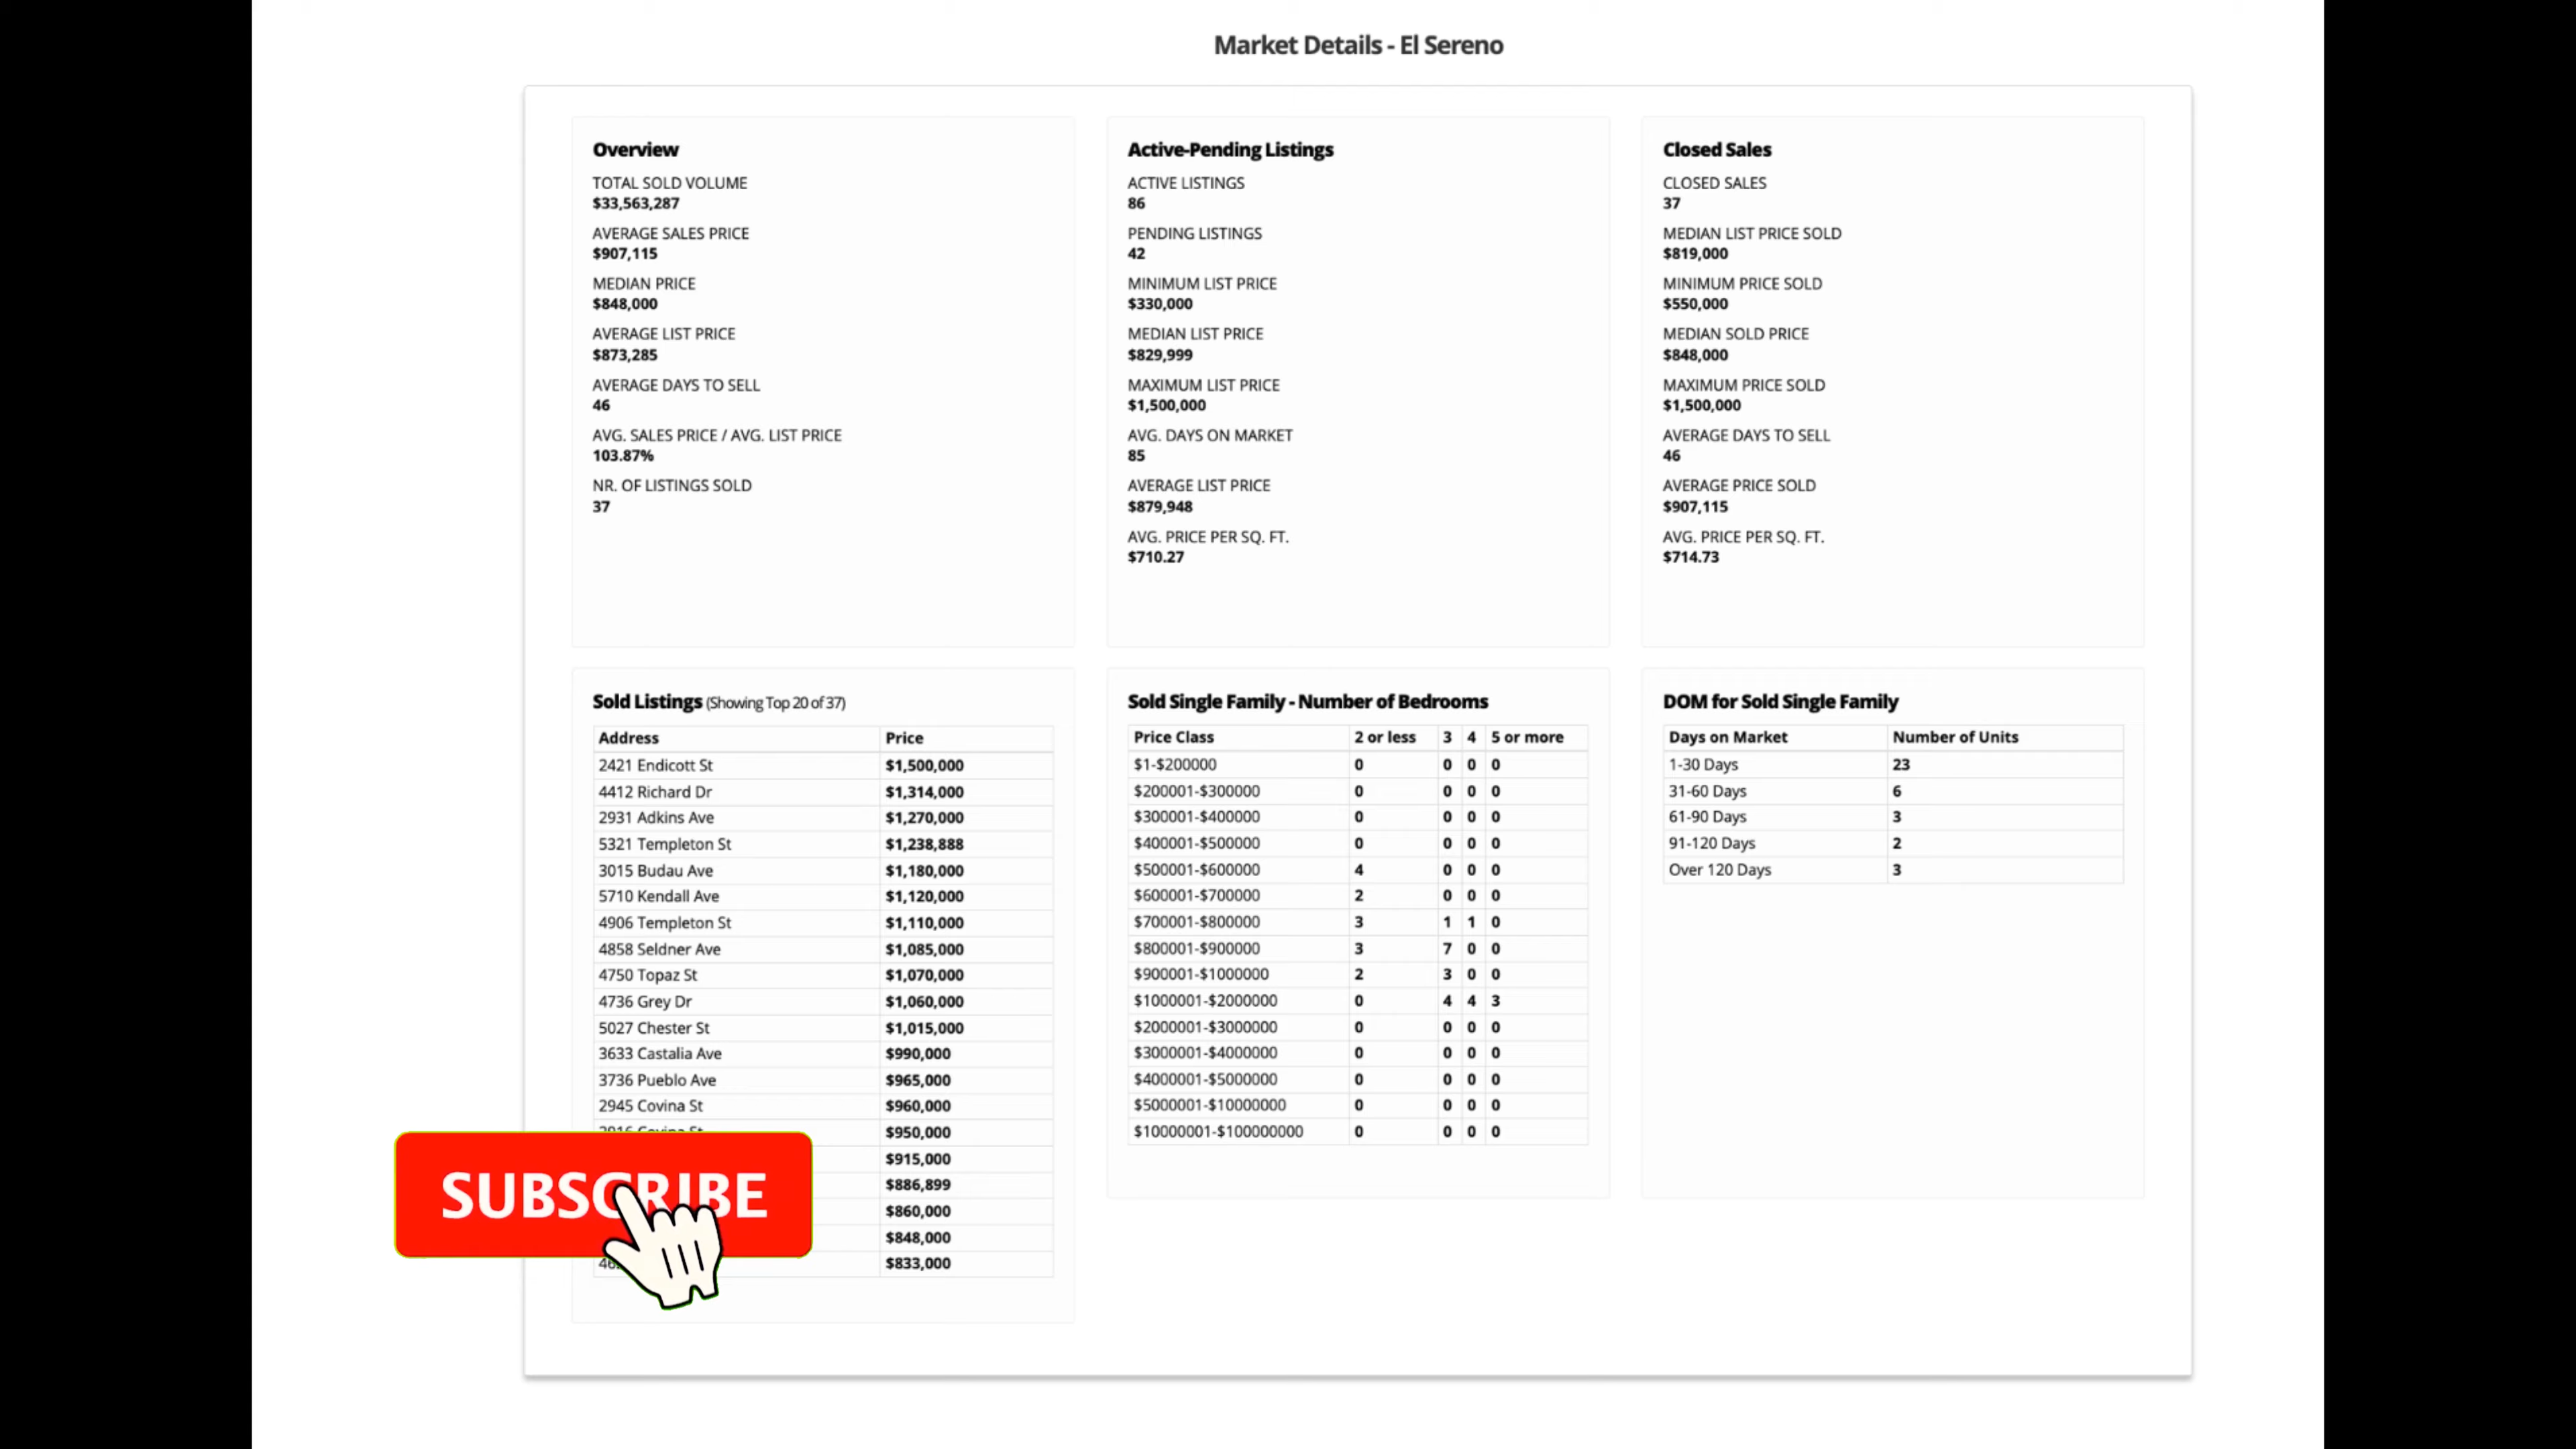 Market Details - El Sereno
Overview
TOTAL SOLD VOLUME
$33,563,287
AVERAGE SALES PRICE
$907,115
MEDIAN PRICE
$848,000
AVERAGE LIST PRICE
$873,285
AVERAGE DAYS TO SELL
46
AVG. SALES PRICE / AVG. LIST PRICE
103.87%
NR. OF LISTINGS SOLD
37
Active-Pending Listings
ACTIVE LISTINGS
86
PENDING LISTINGS
42
MINIMUM LIST PRICE
$330,000
MEDIAN LIST PRICE
$829,999
MAXIMUM LIST PRICE
$1,500,000
AVG. DAYS ON MARKET
85
AVERAGE LIST PRICE
$879,948
AVG. PRICE PER SQ. FT.
$710.27
Closed Sales
CLOSED SALES
37
MEDIAN LIST PRICE SOLD
$819,000
MINIMUM PRICE SOLD
$550,000
MEDIAN SOLD PRICE
$848,000
MAXIMUM PRICE SOLD
$1,500,000
AVERAGE DAYS TO SELL
46
AVERAGE PRICE SOLD
$907,115
AVG. PRICE PER SQ. FT.
$714.73
Sold Listings (Showing Top 20 of 37)
Address Price
2421 Endicott St $1,500,000
4412 Richard Dr $1,314,000
2931 Adkins Ave $1,270,000
5321 Templeton St $1,238,888
3015 Budau Ave $1,180,000
5710 Kendall Ave $1,120,000
4906 Templeton St $1,110,000
4858 Seldner Ave $1,085,000
4750 Topaz St $1,070,000
4736 Grey Dr $1,060,000
5027 Chester St $1,015,000
3633 Castalia Ave $990,000
3736 Pueblo Ave $965,000
2945 Covina St $960,000
Covina St $950,000
$915,000
$886,899
$860,000
$848,000
$833,000
SUBSCRIBE
Sold Single Family - Number of Bedrooms
Price Class 2 or less 3 4 5 or more
$1-$200000 0 0 0 0
$200001-$300000 0 0 0 0
$300001-$400000 0 0 0 0
$400001-$500000 0 0 0 0
$500001-$600000 4 0 0 0
$600001-$700000 2 0 0 0
$700001-$800000 3 1 1 0
$800001-$900000 3 7 0 0
$900001-$1000000 2 3 0 0
$1000001-$2000000 0 4 4 3
$2000001-$3000000 0 0 0 0
$3000001-$4000000 0 0 0 0
$4000001-$5000000 0 0 0 0
$5000001-$10000000 0 0 0 0
$10000001-$100000000 0 0 0 0
DOM for Sold Single Family
Days on Market Number of Units
1-30 Days 23
31-60 Days 6
61-90 Days 3
91-120 Days 2
Over 120 Days 3